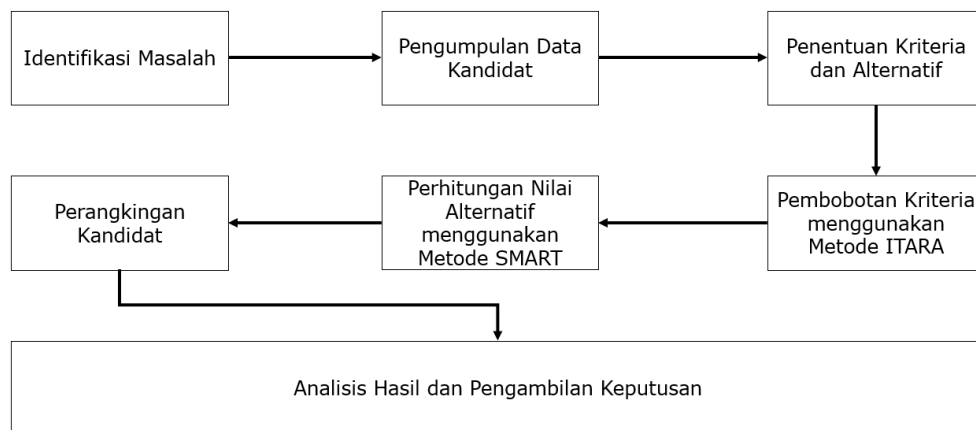 Identifikasi Masalah
Pengumpulan Data
Kandidat
Penentuan Kriteria
dan Alternatif
Pembobotan Kriteria
menggunakan
Metode ITARA
Perhitungan Nilai
Alternatif
menggunakan
Metode SMART
Perangkingan
Kandidat
Analisis Hasil dan Pengambilan Keputusan